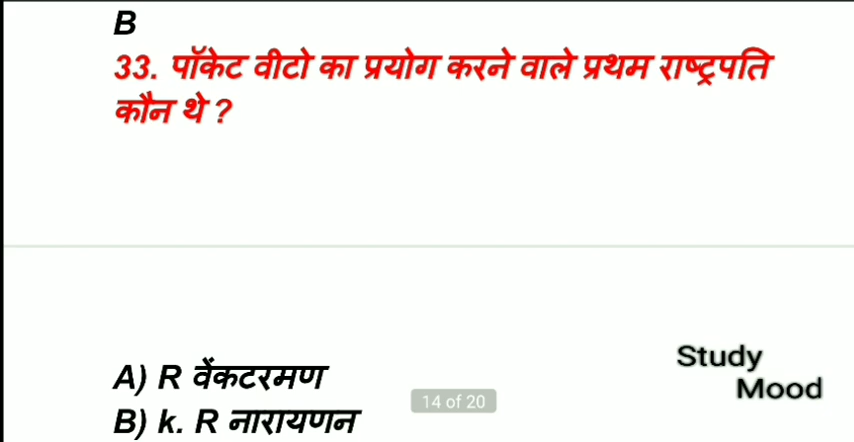 B
33. पॉकेट वीटो का प्रयोग करने वाले प्रथम राष्ट्रपति
कौन थे ?
A) R वेंकटरमण
B) k. R नारायणन
14 of 20
Study
Mood